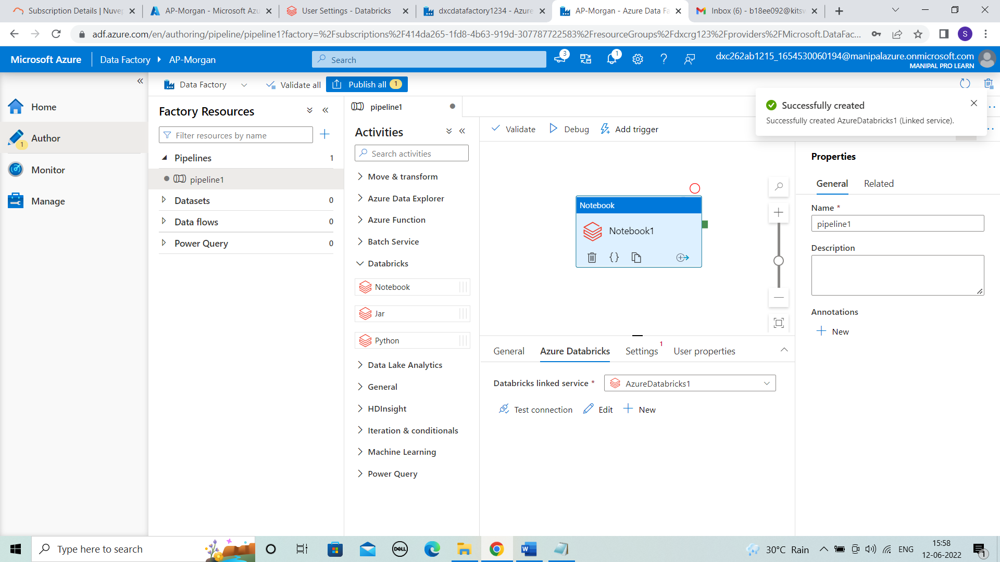 Subscription Details | Nuvep
AP-Morgan - Microsoft Azu
User Settings - Databricks
dxcdatafactory1234 - Azure
AP-Morgan - Azure Data Fa
Inbox (6) - b18ee092@kitsw
adf.azure.com/en/authoring/pipeline/pipeline1?factory=%2Fsubscriptions%2F414da265-1fd8-4b63-919d-307787722583%2FresourceGroups%2Fdxcrg123%2Fproviders%2FMicrosoft.DataFac...
S
Microsoft Azure
Data Factory
AP-Morgan
Search
3
1
dxc262ab1215_1654530060194@manipalazure.onmicrosoft.com
MANIPAL PRO LEARN
Data Factory
Validate all
Publish all 1
Successfully created
Successfully created AzureDatabricks1 (Linked service).
Home
Author
1
Monitor
Manage
Factory Resources
Filter resources by name
Pipelines 1
pipeline1
Datasets 0
Data flows 0
Power Query 0
pipeline1
Activities
Search activities
Move & transform
Azure Data Explorer
Azure Function
Batch Service
Databricks
Notebook
Jar
Python
Data Lake Analytics
General
HDInsight
Iteration & conditionals
Machine Learning
Power Query
Validate
Debug
Add trigger
Notebook
Notebook1
General
Azure Databricks
Settings 1
User properties
Databricks linked service *
AzureDatabricks1
Test connection
Edit
New
Properties
General
Related
Name *
pipeline1
Description
Annotations
New
Type here to search
DELL
W
30°C Rain
ENG
15:58
12-06-2022
1